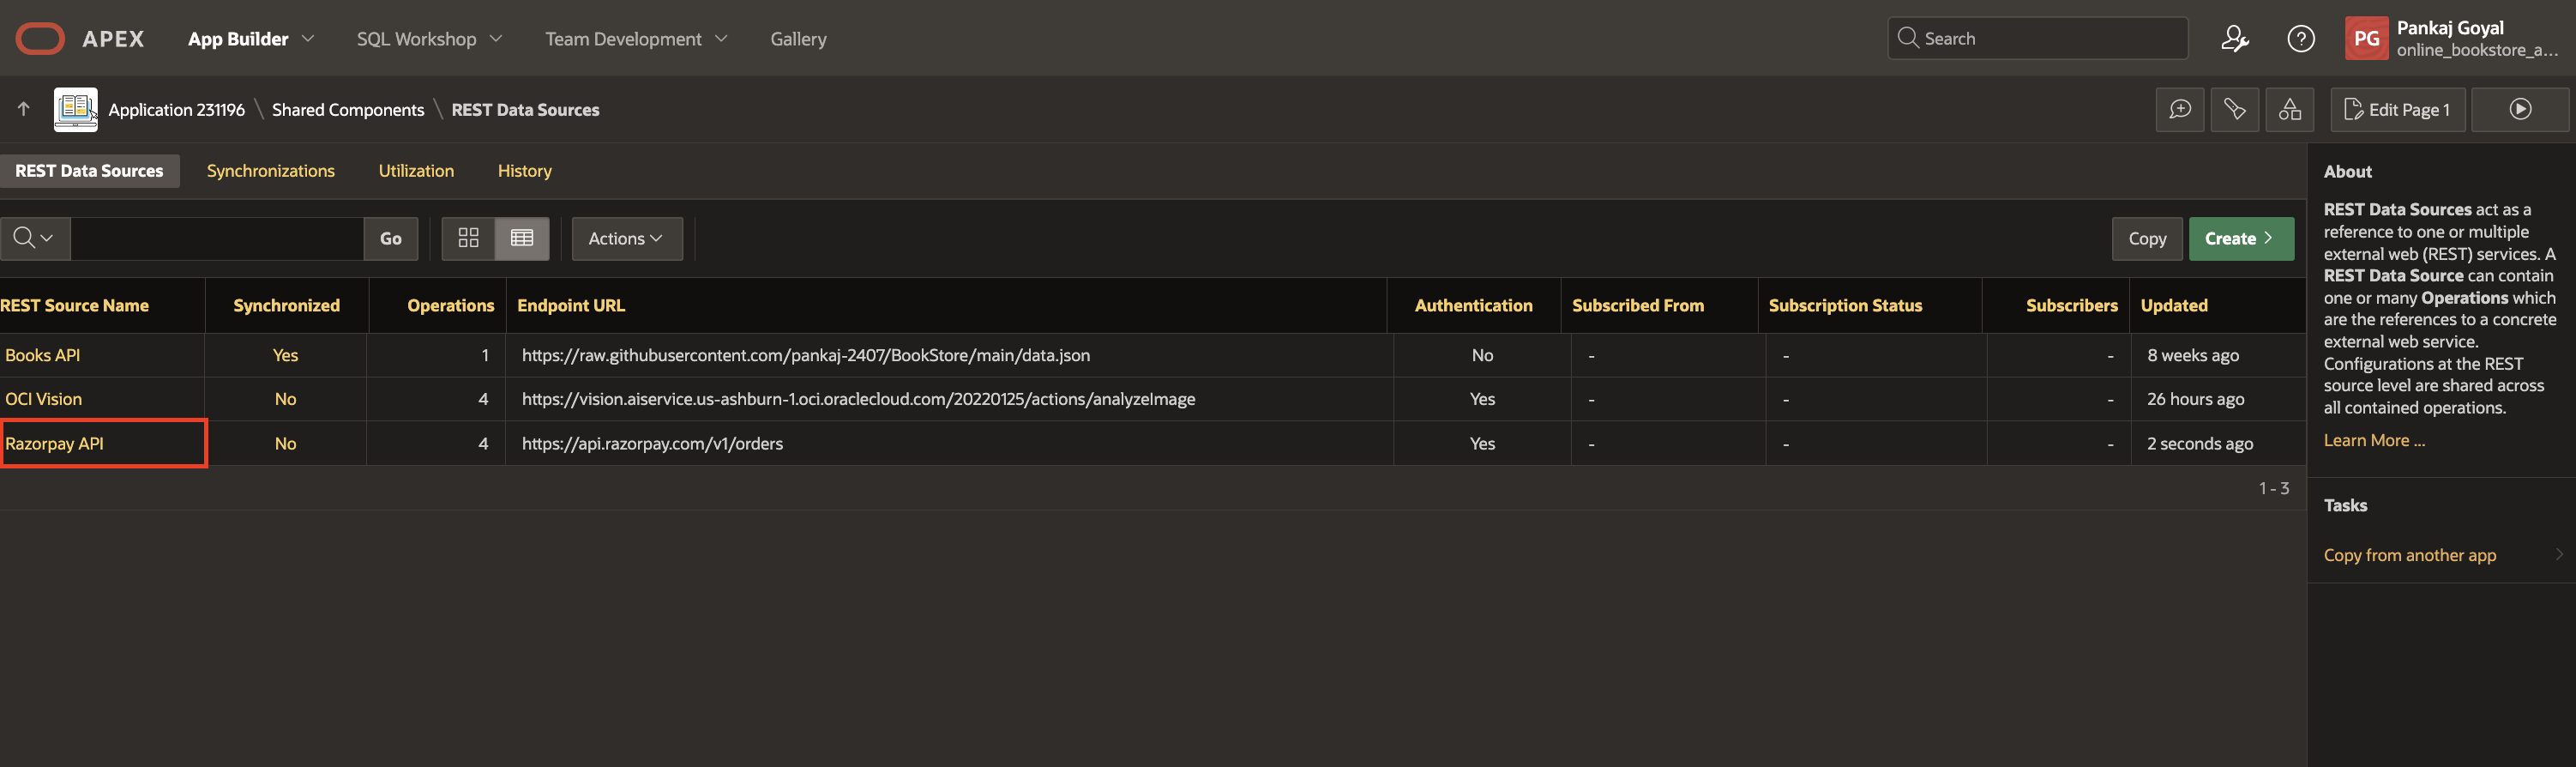 APEX App Builder SQL Workshop Team Development Gallery Search ? PG Pankaj Goyal
online_bookstore_a...
Application 231196 \ Shared Components \ REST Data Sources Edit Page 1
REST Data Sources Synchronizations Utilization History
Go Actions Copy Create
REST Source Name Synchronized Operations Endpoint URL Authentication Subscribed From Subscription Status Subscribers Updated
Books API Yes 1 https://raw.githubusercontent.com/pankaj-2407/BookStore/main/data.json No - - - 8 weeks ago
OCI Vision No 4 https://vision.aiservice.us-ashburn-1.oci.oraclecloud.com/20220125/actions/analyzeImage Yes - - - 26 hours ago
Razorpay API No 4 https://api.razorpay.com/v1/orders Yes - - - 2 seconds ago
1 - 3
About
REST Data Sources act as a
reference to one or multiple
external web (REST) services. A
REST Data Source can contain
one or many Operations which
are the references to a concrete
external web service.
Configurations at the REST
source level are shared across
all contained operations.
Learn More ...
Tasks
Copy from another app